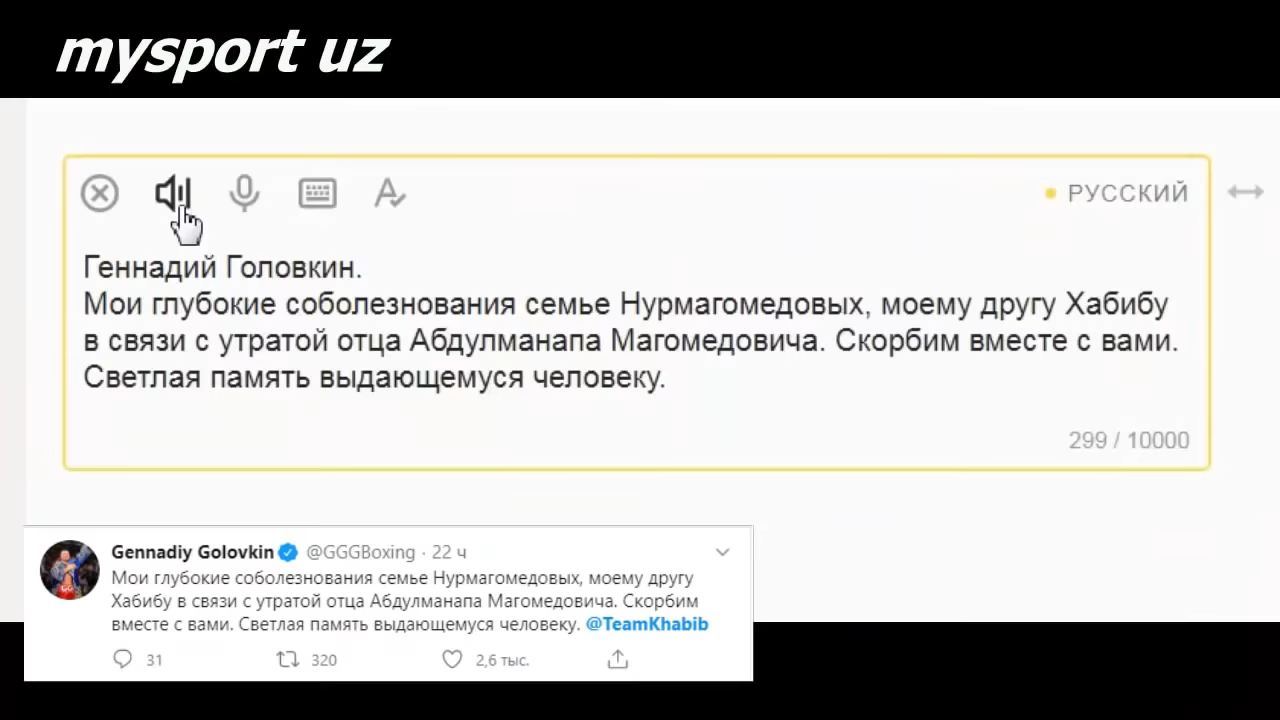 mysport uz
РУССКИЙ
Геннадий Головкин.
Мои глубокие соболезнования семье Нурмагомедовых, моему другу Хабибу
в связи с утратой отца Абдулманапа Магомедовича. Скорбим вместе с вами.
Светлая память выдающемуся человеку.
299 / 10000
Gennadiy Golovkin @GGGBoxing · 22 ч
Мои глубокие соболезнования семье Нурмагомедовых, моему другу
Хабибу в связи с утратой отца Абдулманапа Магомедовича. Скорбим
вместе с вами. Светлая память выдающемуся человеку. @TeamKhabib
31 320 2,6 тыс.